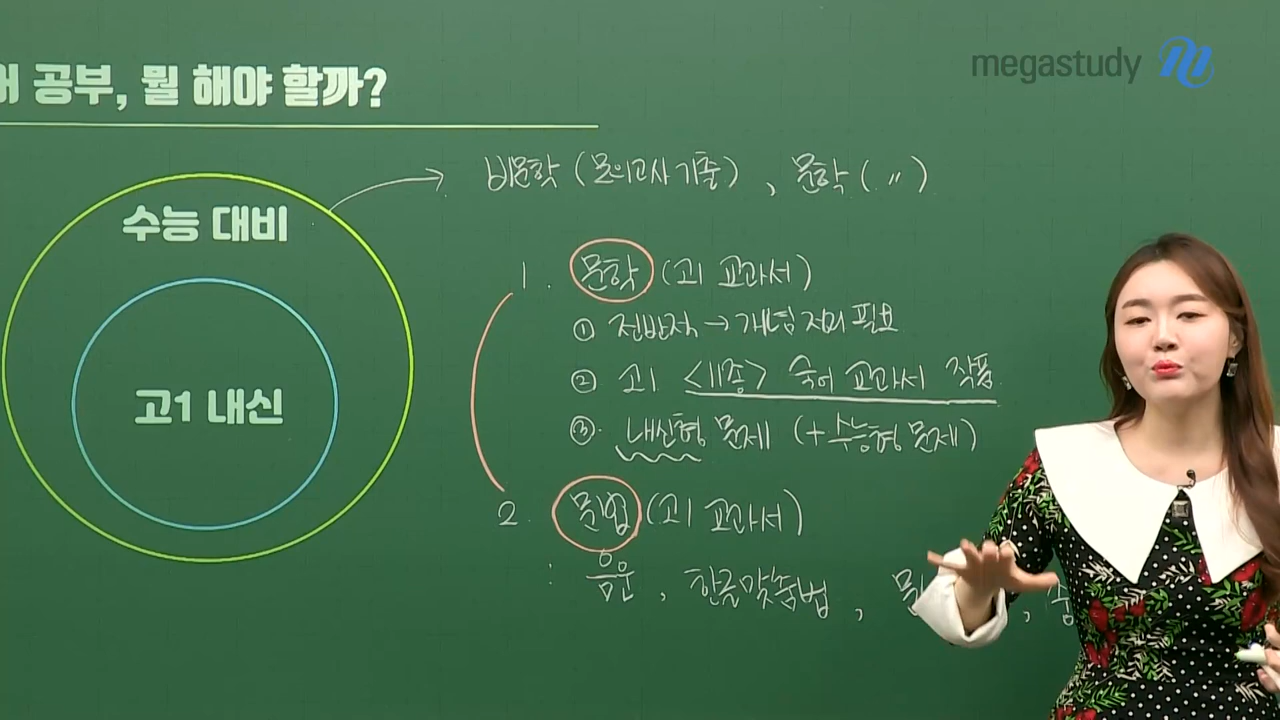 megastudy
공부, 뭘 해야 할까?
비문학 (모의고사 기출), 문학 ( 〃 )
수능 대비
1. 문학 (고1 교과서)
① 전반적 → 개념 정리 필요
② 고1 <11종> 국어 교과서 작품
고1 내신
③ 내신형 문제 (+수능형 문제)
2. 문법 (고1 교과서)
: 음운, 한글맞춤법,